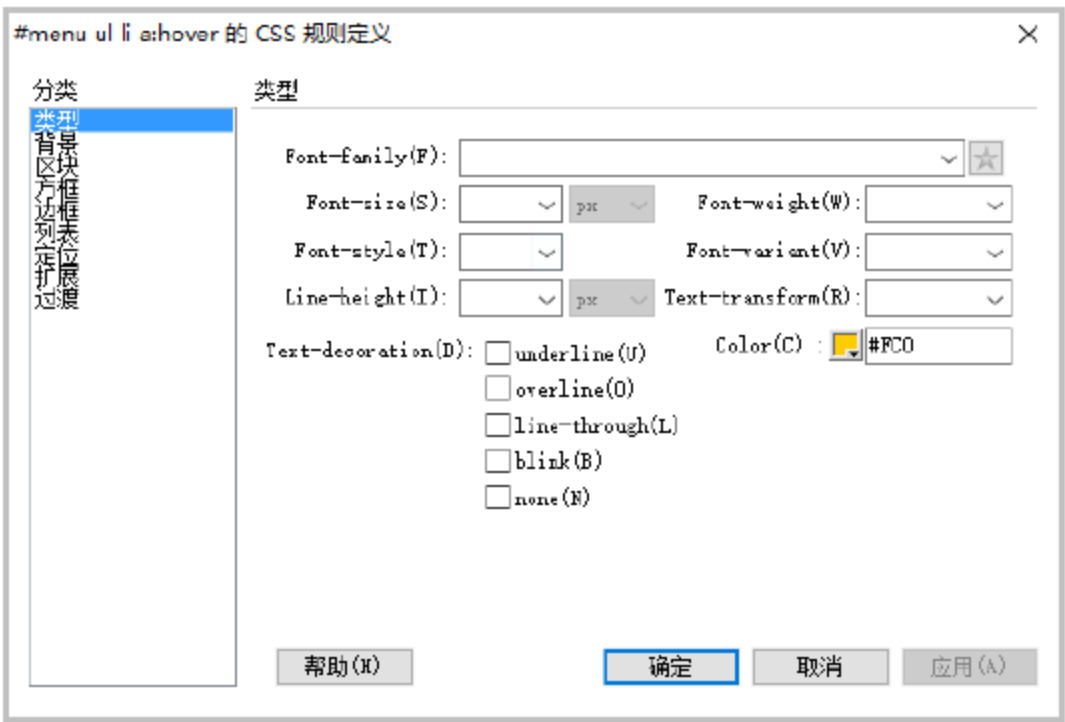 #menu ul li a:hover 的 CSS 规则定义
分类
类型
背景
区块
方框
边框
列表
定位
扩展
过渡
类型
Font-family(F):
Font-size(S): px Font-weight(W):
Font-style(T): Font-variant(V):
Line-height(I): px Text-transform(R):
Text-decoration(D): underline(U) Color(C) : #FC0
overline(O)
line-through(L)
blink(B)
none(N)
帮助(H) 确定 取消 应用(A)